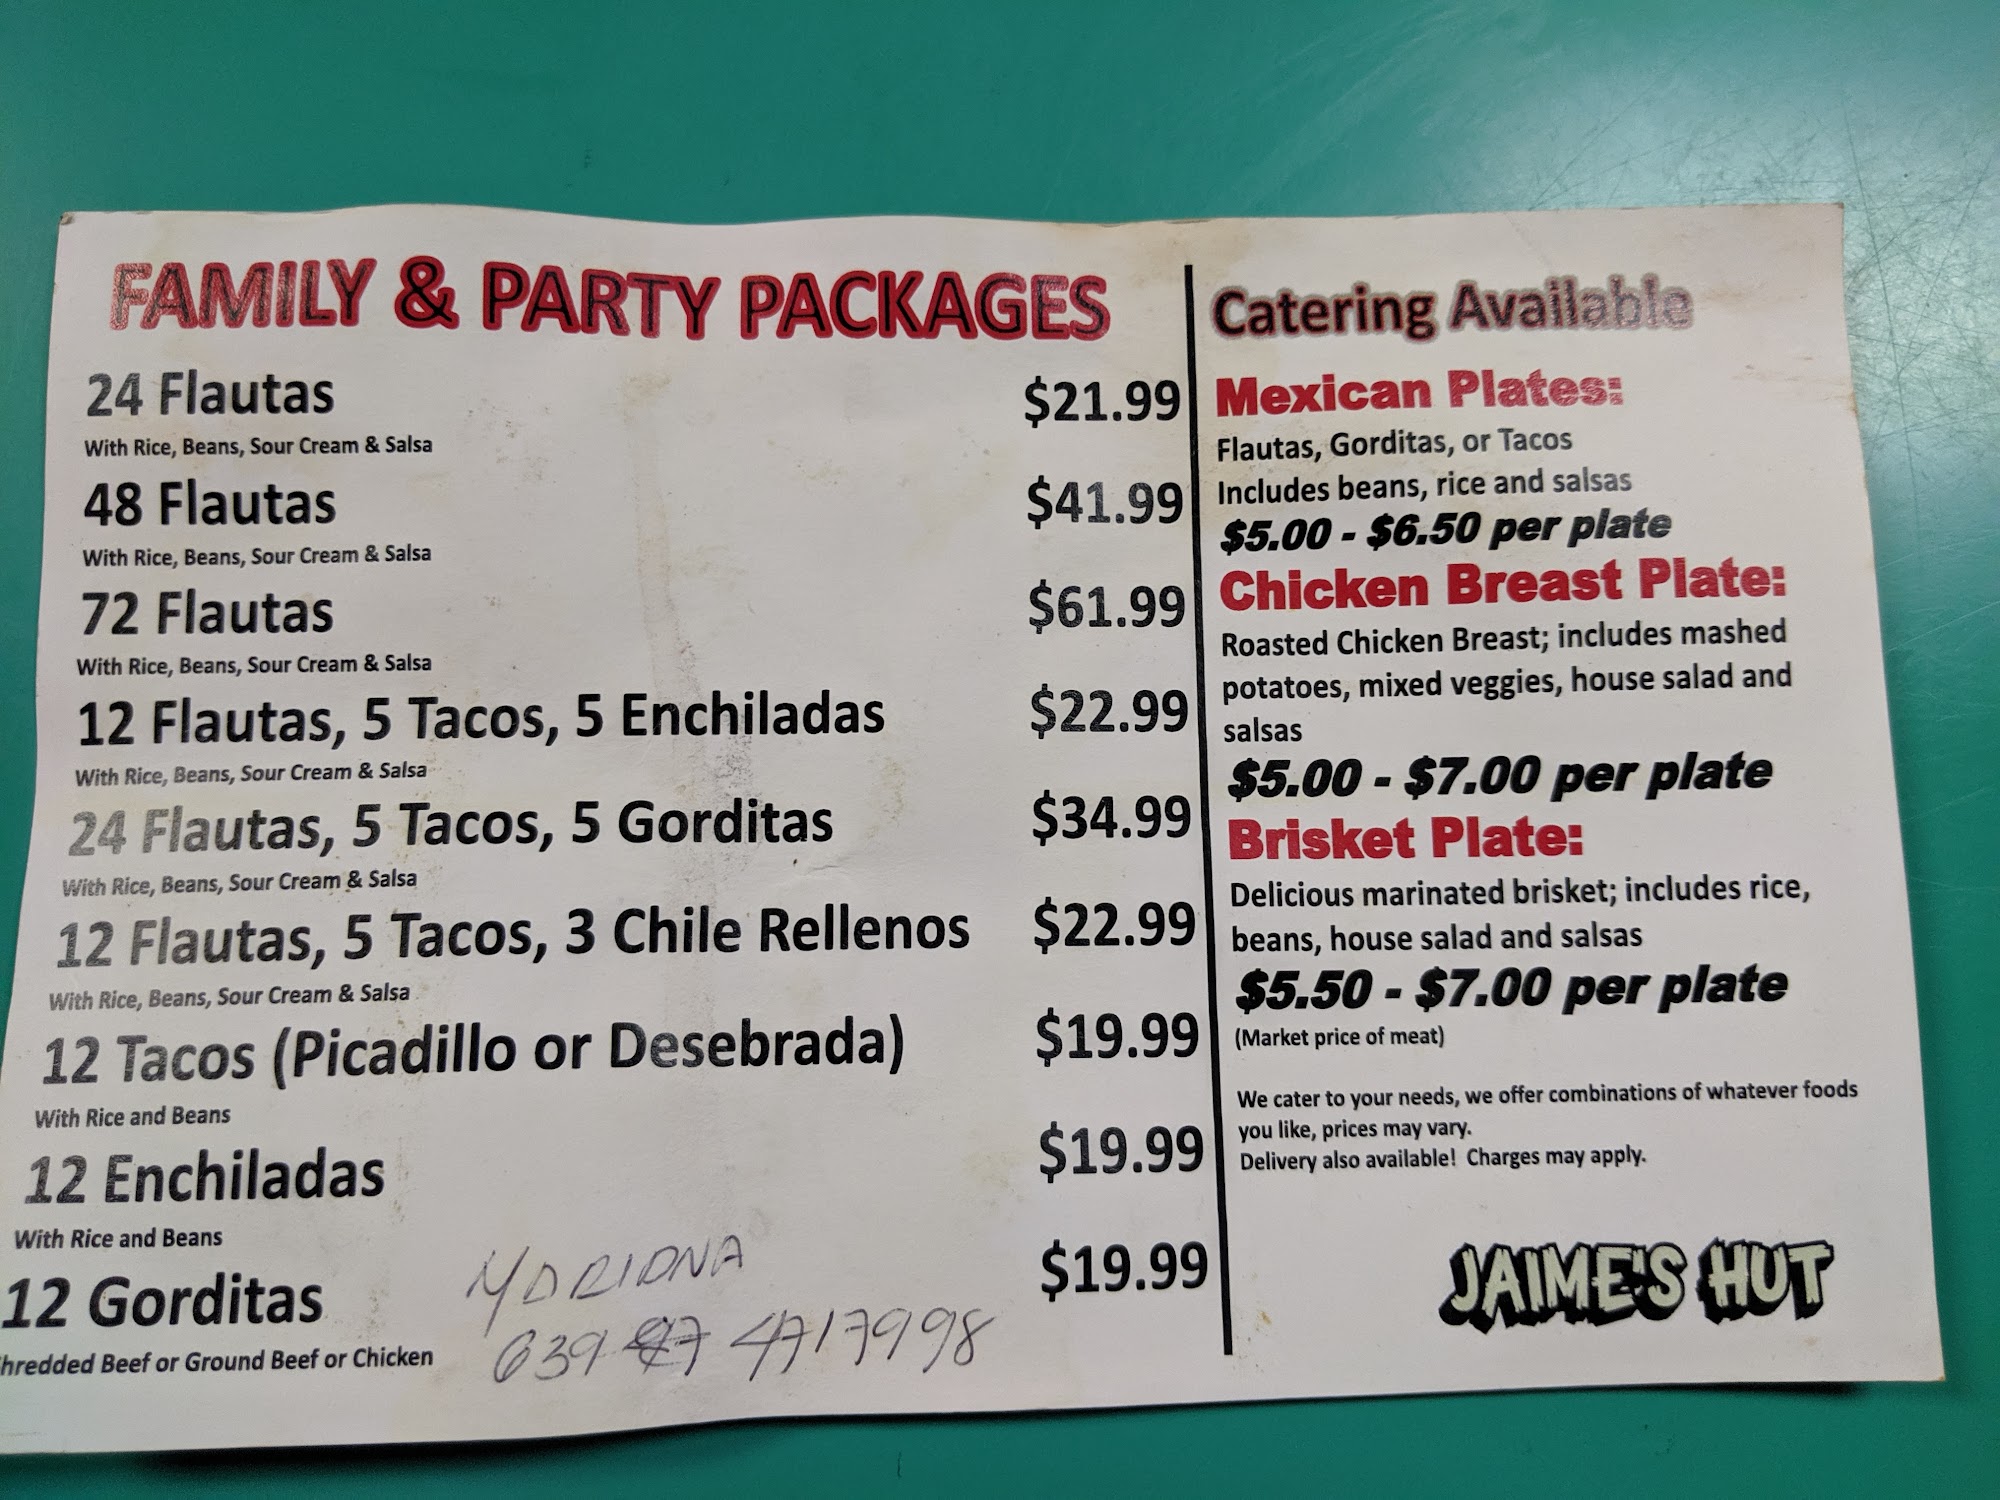 FAMILY & PARTY PACKAGES
24 Flautas $21.99
With Rice, Beans, Sour Cream & Salsa
48 Flautas $41.99
With Rice, Beans, Sour Cream & Salsa
72 Flautas $61.99
With Rice, Beans, Sour Cream & Salsa
12 Flautas, 5 Tacos, 5 Enchiladas $22.99
With Rice, Beans, Sour Cream & Salsa
24 Flautas, 5 Tacos, 5 Gorditas $34.99
With Rice, Beans, Sour Cream & Salsa
12 Flautas, 5 Tacos, 3 Chile Rellenos $22.99
With Rice, Beans, Sour Cream & Salsa
12 Tacos (Picadillo or Desebrada) $19.99
With Rice and Beans
12 Enchiladas $19.99
With Rice and Beans
12 Gorditas $19.99
hredded Beef or Ground Beef or Chicken
639 4717998
Catering Available
Mexican Plates:
Flautas, Gorditas, or Tacos
Includes beans, rice and salsas
$5.00 - $6.50 per plate
Chicken Breast Plate:
Roasted Chicken Breast; includes mashed
potatoes, mixed veggies, house salad and
salsas
$5.00 - $7.00 per plate
Brisket Plate:
Delicious marinated brisket; includes rice,
beans, house salad and salsas
$5.50 - $7.00 per plate
(Market price of meat)
We cater to your needs, we offer combinations of whatever foods
you like, prices may vary.
Delivery also available! Charges may apply.
JAIME'S HUT